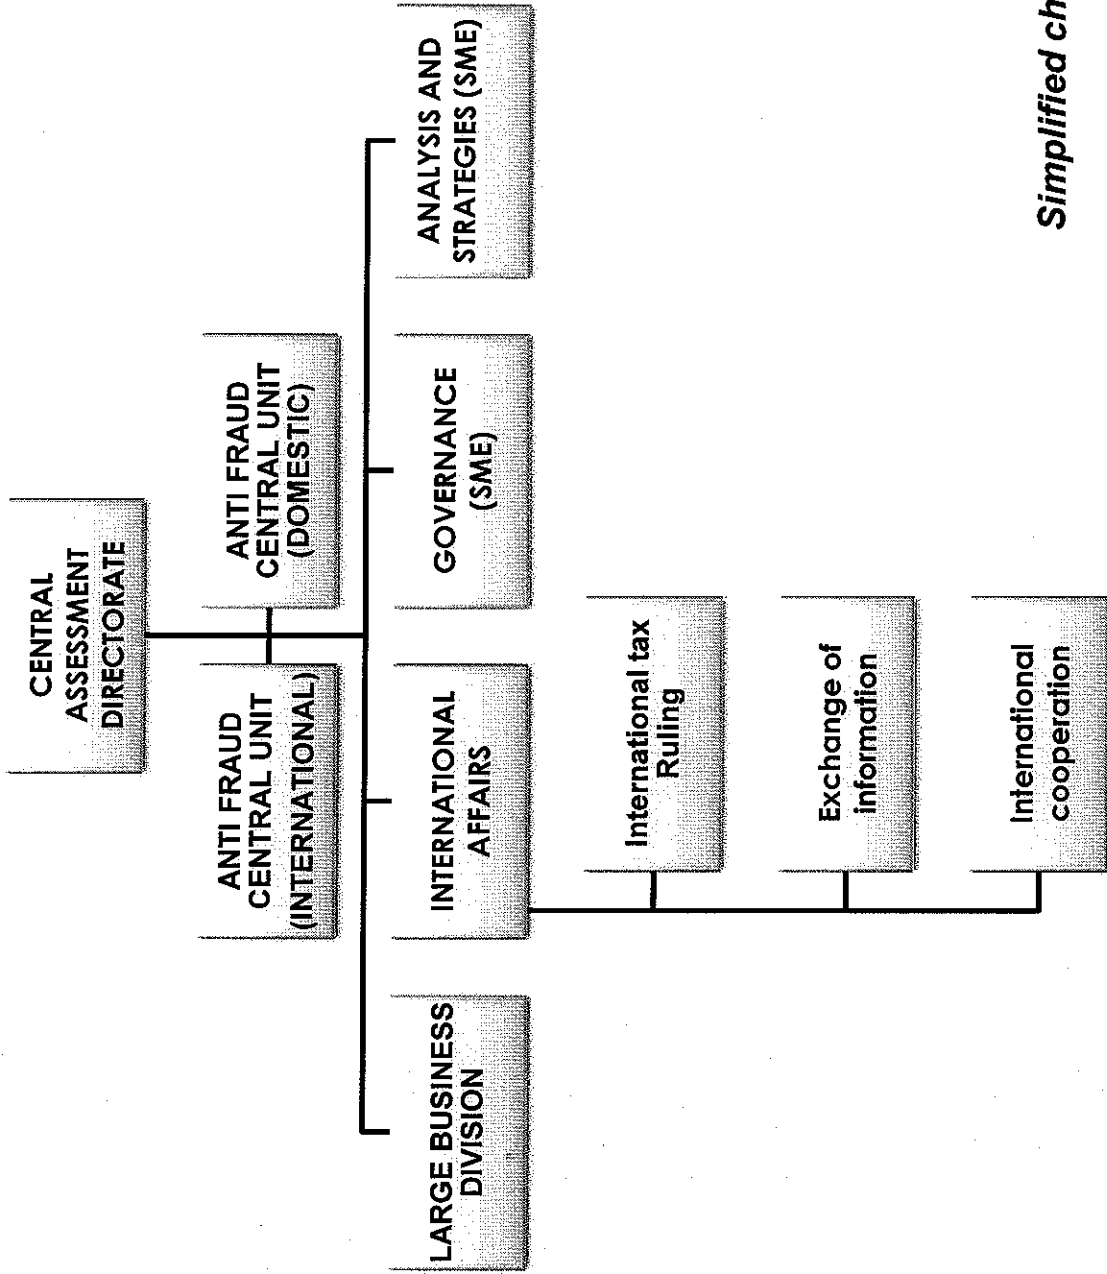 CENTRAL
ASSESSMENT
DIRECTORATE
ANTI FRAUD
CENTRAL UNIT
(INTERNATIONAL)
ANTI FRAUD
CENTRAL UNIT
(DOMESTIC)
LARGE BUSINESS
DIVISION
INTERNATIONAL
AFFAIRS
GOVERNANCE
(SME)
ANALYSIS AND
STRATEGIES (SME)
International tax
Ruling
Exchange of
information
International
cooperation
Simplified ch